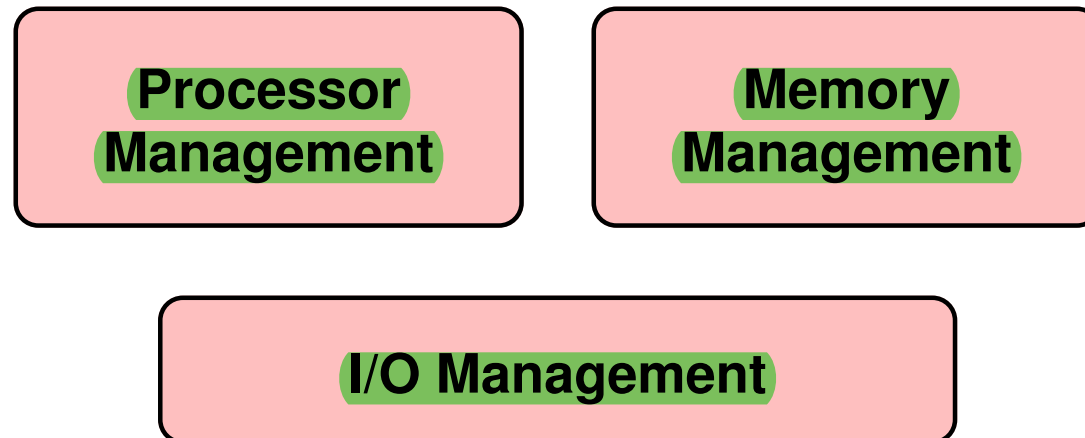 Processor
Management
Memory
Management
I/O Management